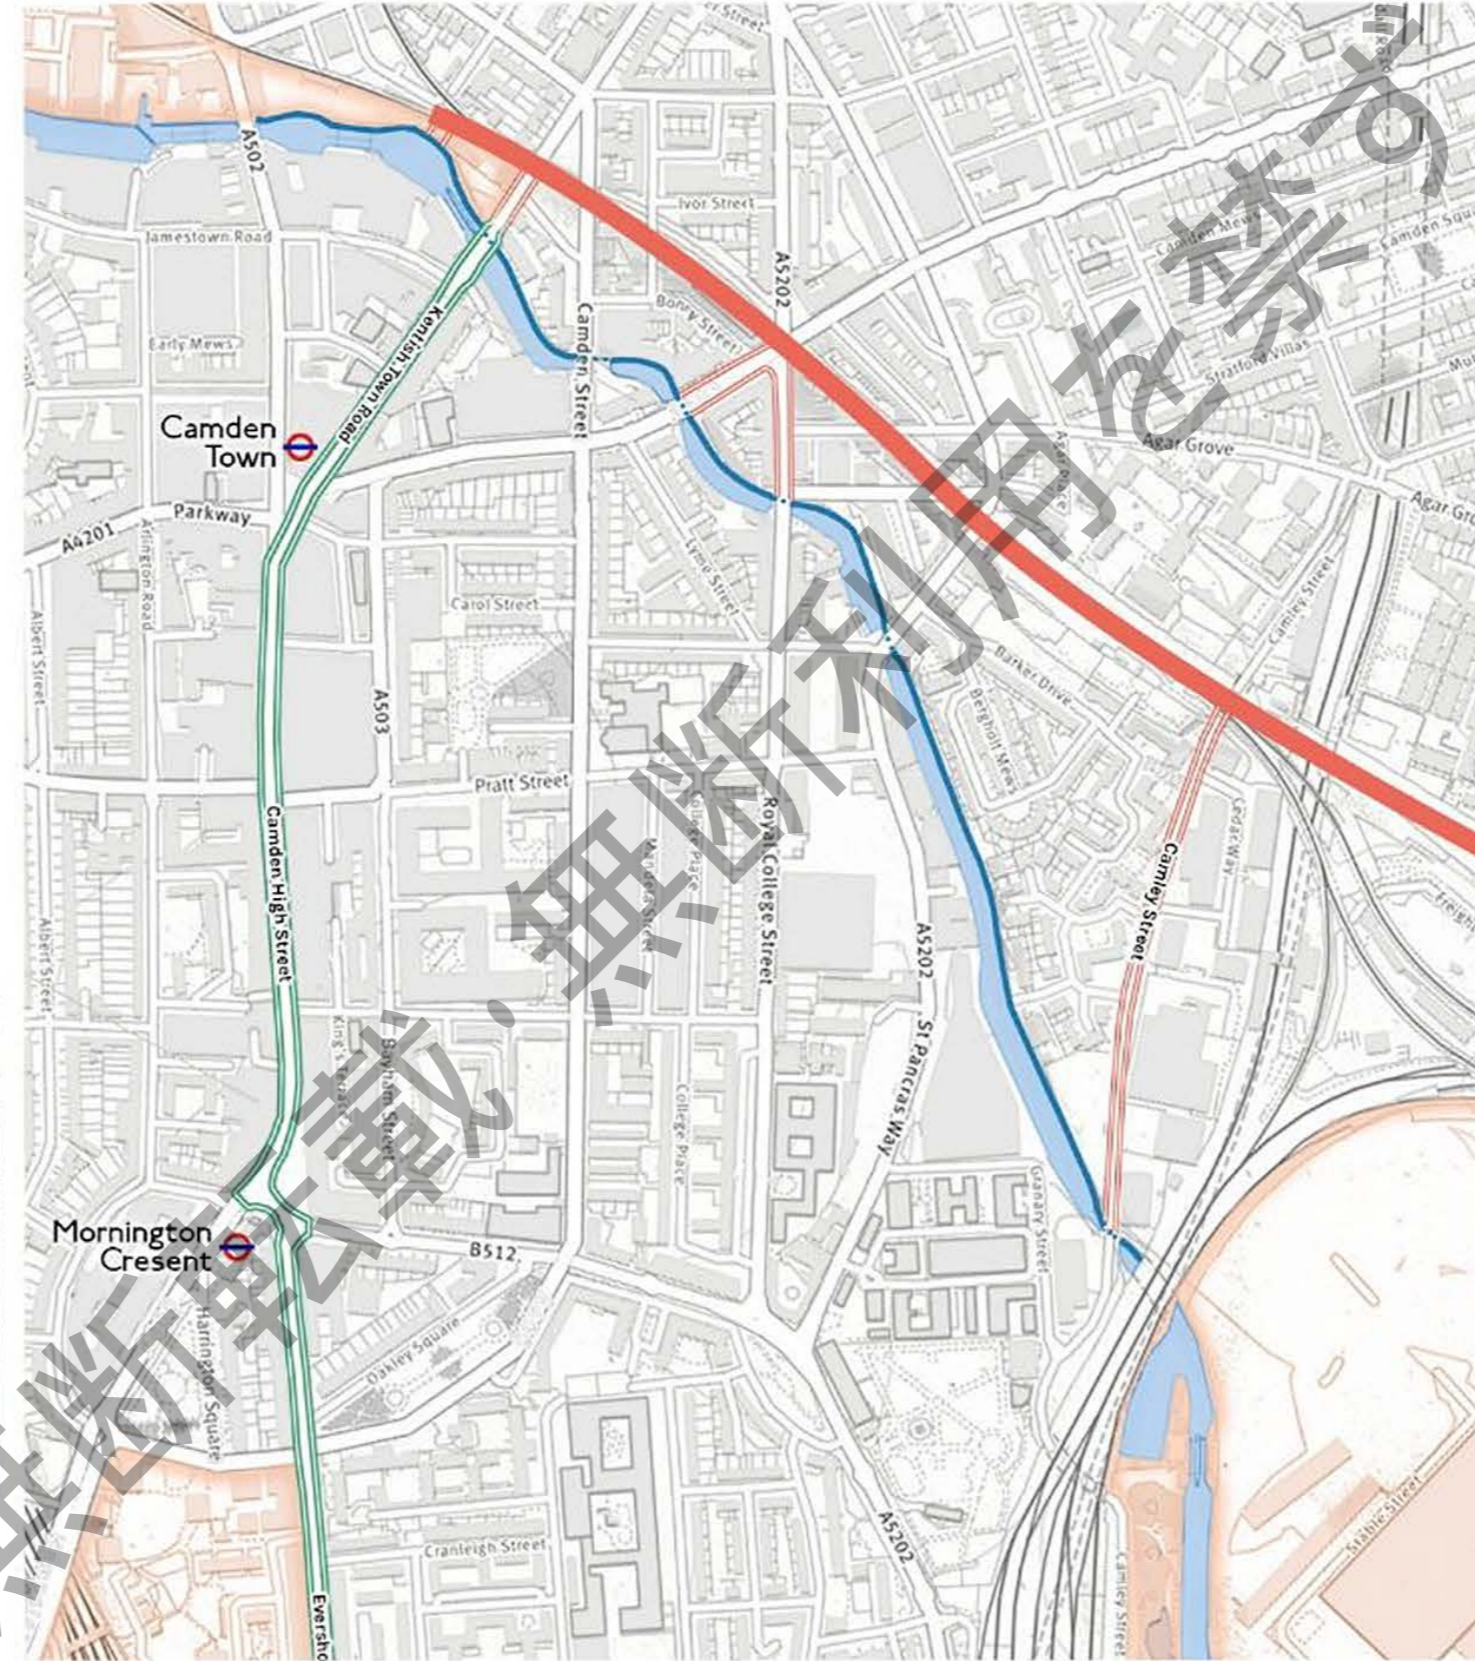 A502
Jamestown Road
Ivor Street
Camden Mews
A5202
Bonny Street
Camden Street
Kentish Town Road
Early Mews
Stratford Villas
Camden
Town
Agar Grove
Agar Place
Parkway
A4201
Arlington Road
Lyme Street
Carol Street
Camley Street
Albert Street
A503
Barker Drive
Bergholt Mews
Pratt Street
Camden High Street
College Place
Mandela Street
Royal College Street
Cedar Way
Camley Street
Albert Street
A5202
King's Terrace
Bayham Street
St Pancras Way
College Place
Granary Street
Mornington
Cresent
B512
Oakley Square
Harrington Square
A5202
Cranleigh Street
Stable Street
Camley Street
無断転載・無断利用を禁ず